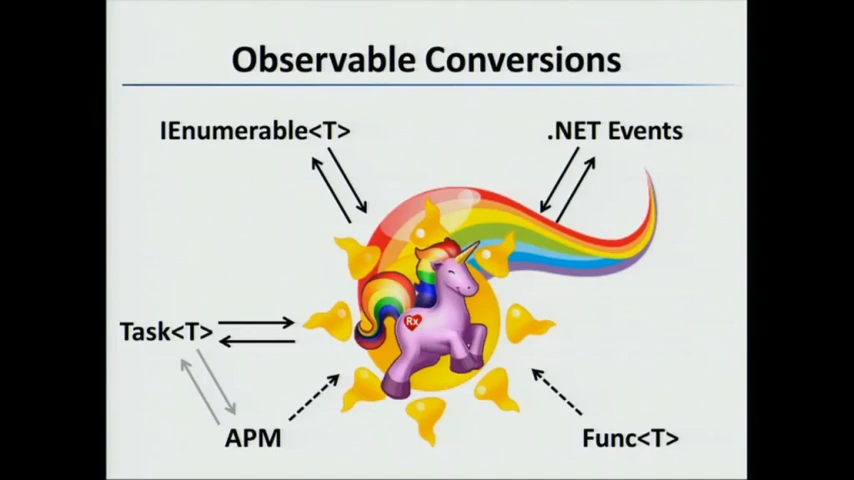 Observable Conversions
IEnumerable<T>
.NET Events
Rx
Task<T>
APM
Func<T>